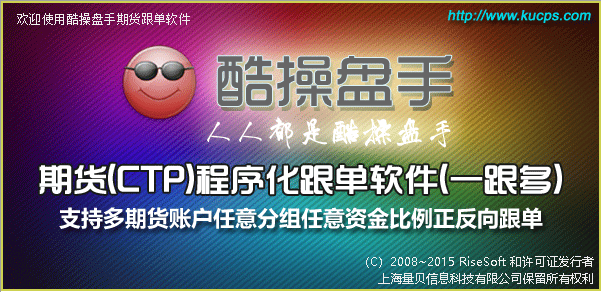 欢迎使用酷操盘手期货跟单软件
http://www.kucps.com
酷操盘手
人人都是酷操盘手
期货(CTP)程序化跟单软件(一跟多)
支持多期货账户任意分组任意资金比例正反向跟单
(C) 2008~2015 RiseSoft 和许可证发行者
上海量贝信息科技有限公司保留所有权利